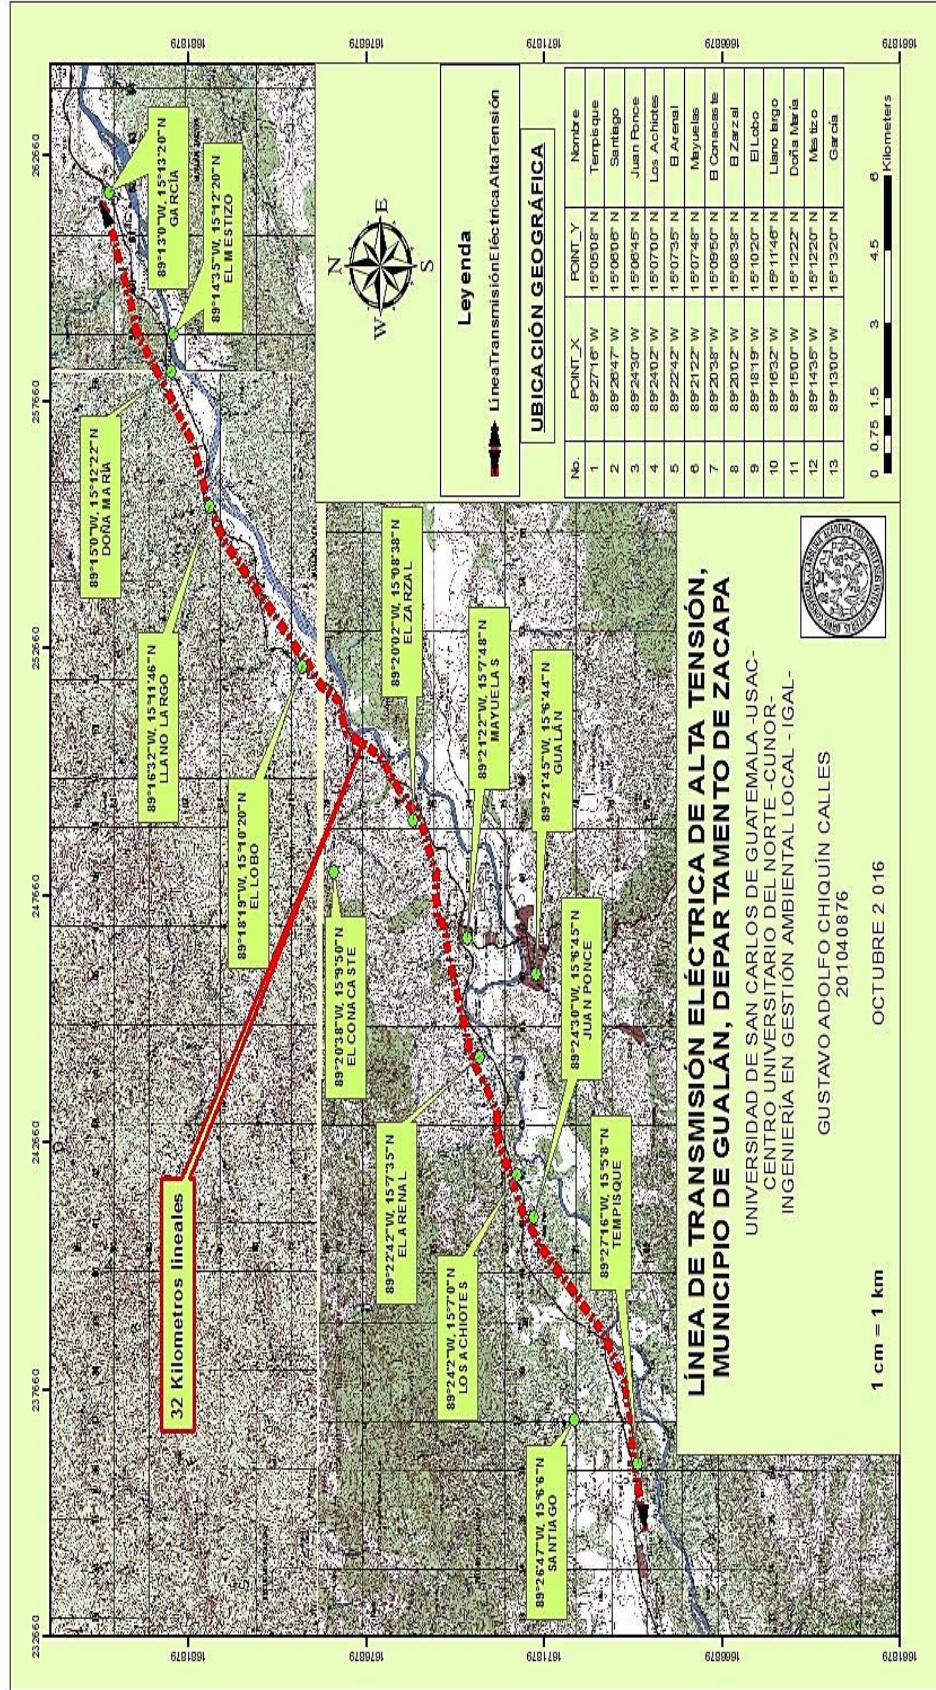 232660
237660
242660
247660
252660
257660
262660
1681879
1676879
1671879
1666879
1661879
1681879
1676879
1671879
1666879
1661879
32 Kilometros lineales
89°15'0"W, 15°12'22"N
DOÑA MARÍA
89°13'0"W, 15°13'20"N
GARCÍA
89°14'35"W, 15°12'20"N
EL MESTIZO
89°16'32"W, 15°11'46"N
LLANO LARGO
89°18'19"W, 15°10'20"N
EL LOBO
89°20'38"W, 15°9'50"N
EL CONACASTE
89°20'02"W, 15°08'38"N
EL ZARZAL
89°21'22"W, 15°7'48"N
MAYUELAS
89°21'45"W, 15°6'44"N
GUALÁN
89°22'42"W, 15°7'35"N
EL ARENAL
89°24'2"W, 15°7'0"N
LOS ACHIOTES
89°24'30"W, 15°6'45"N
JUAN PONCE
89°27'16"W, 15°5'8"N
TEMPISQUE
89°26'47"W, 15°6'6"N
SANTIAGO
N
W E
S
Leyenda
LíneaTransmisiónEléctricaAltaTensión
UBICACIÓN GEOGRÁFICA
No. POINT_X POINT_Y Nombre
1 89°27'16" W 15°05'08" N Tempisque
2 89°26'47" W 15°06'06" N Santiago
3 89°24'30" W 15°06'45" N Juan Ponce
4 89°24'02" W 15°07'00" N Los Achiotes
5 89°22'42" W 15°07'35" N El Arenal
6 89°21'22" W 15°07'48" N Mayuelas
7 89°20'38" W 15°09'50" N El Conacaste
8 89°20'02" W 15°08'38" N El Zarzal
9 89°18'19" W 15°10'20" N El Lobo
10 89°16'32" W 15°11'46" N Llano largo
11 89°15'00" W 15°12'22" N Doña María
12 89°14'35" W 15°12'20" N Mestizo
13 89°13'00" W 15°13'20" N García
0 0.75 1.5 3 4.5 6
Kilometers
LÍNEA DE TRANSMISIÓN ELÉCTRICA DE ALTA TENSIÓN,
MUNICIPIO DE GUALÁN, DEPARTAMENTO DE ZACAPA
UNIVERSIDAD DE SAN CARLOS DE GUATEMALA -USAC-
CENTRO UNIVERSITARIO DEL NORTE -CUNOR-
INGENIERÍA EN GESTIÓN AMBIENTAL LOCAL -IGAL-
GUSTAVO ADOLFO CHIQUÍN CALLES
201040876
1 cm = 1 km
OCTUBRE 2 016